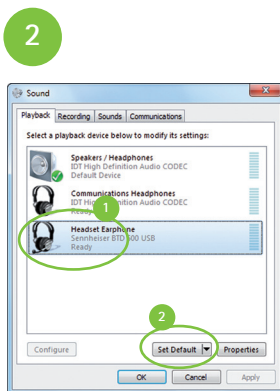 2
Sound
Playback Recording Sounds Communications
Select a playback device below to modify its settings:
Speakers / Headphones
IDT High Definition Audio CODEC
Default Device
Communications Headphones
IDT High Definition Audio CODEC
Ready
1
Headset Earphone
Sennheiser BTD 500 USB
Ready
2
Configure Set Default Properties
OK Cancel Apply